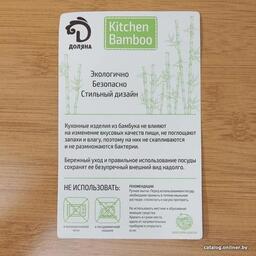 ДОЛЯНА
Kitchen
Bamboo
Экологично
Безопасно
Стильный дизайн
Кухонные изделия из бамбука не влияют
на изменение вкусовых качеств пищи, не поглощают
запахи и влагу, поэтому на них не скапливаются
и не размножаются бактерии.
Бережный уход и правильное использование посуды
сохранят ее безупречный внешний вид надолго.
НЕ ИСПОЛЬЗОВАТЬ:
РЕКОМЕНДАЦИИ:
catalog.onliner.by